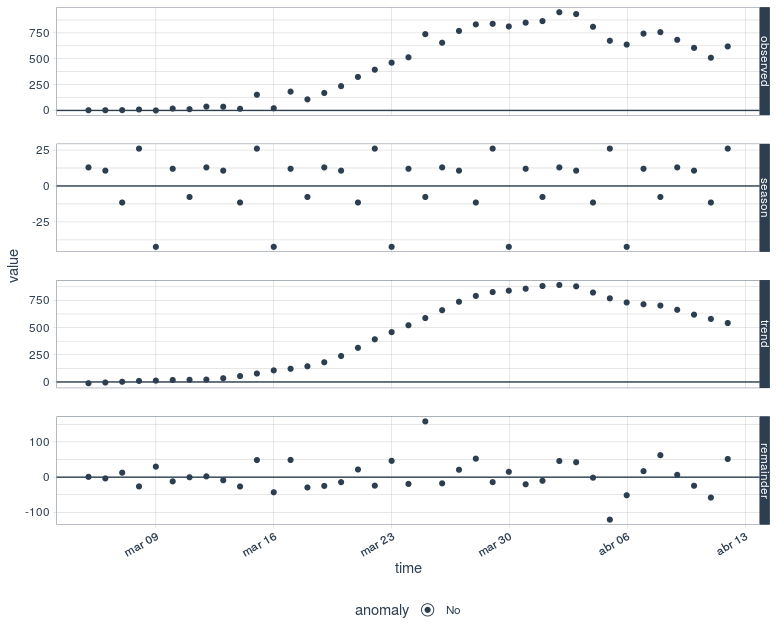 750
500
250
0
observed
25
0
-25
season
value
750
500
250
0
trend
100
0
-100
remainder
mar 09
mar 16
mar 23
mar 30
abr 06
abr 13
time
anomaly No